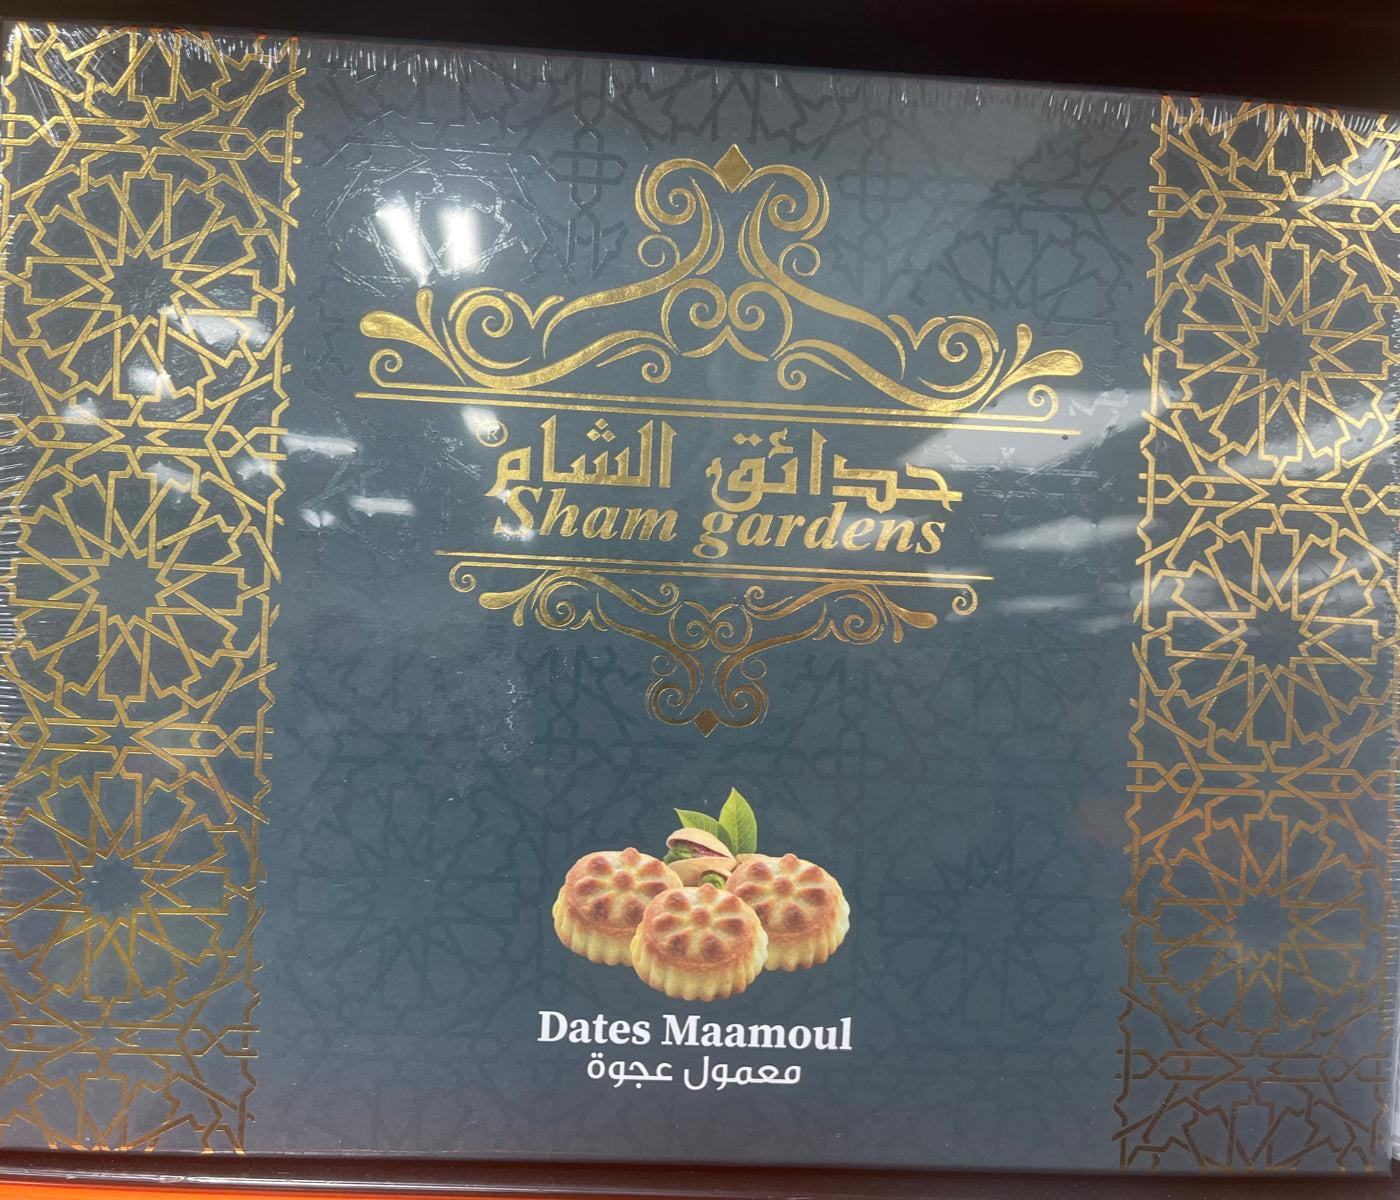 حدائق الشام ®
Sham gardens
Dates Maamoul
معمول عجوة